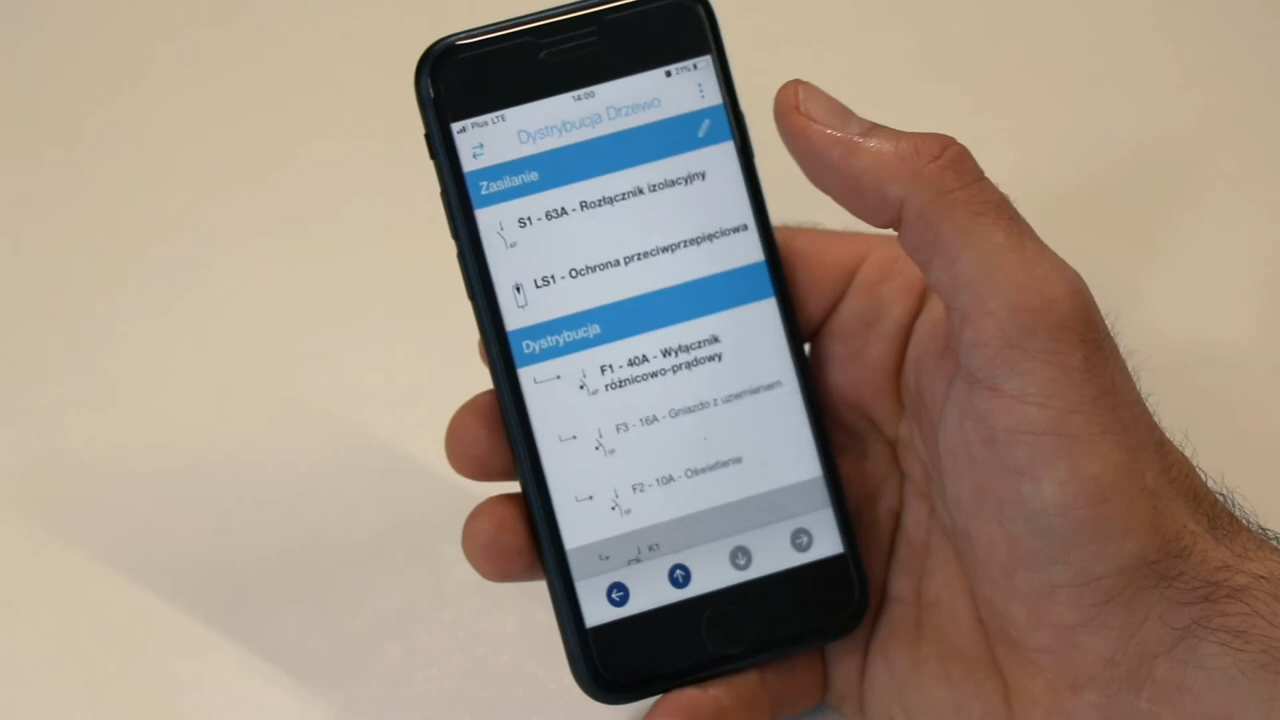 Plus LTE
14:00
21%
Dystrybucja Drzewo
Zasilanie
S1 - 63A - Rozłącznik izolacyjny
LS1 - Ochrona przeciwprzepięciowa
Dystrybucja
F1 - 40A - Wyłącznik
różnicowo-prądowy
F3 - 16A - Gniazdo z uziemieniem
F2 - 10A - Oświetlenie
K1